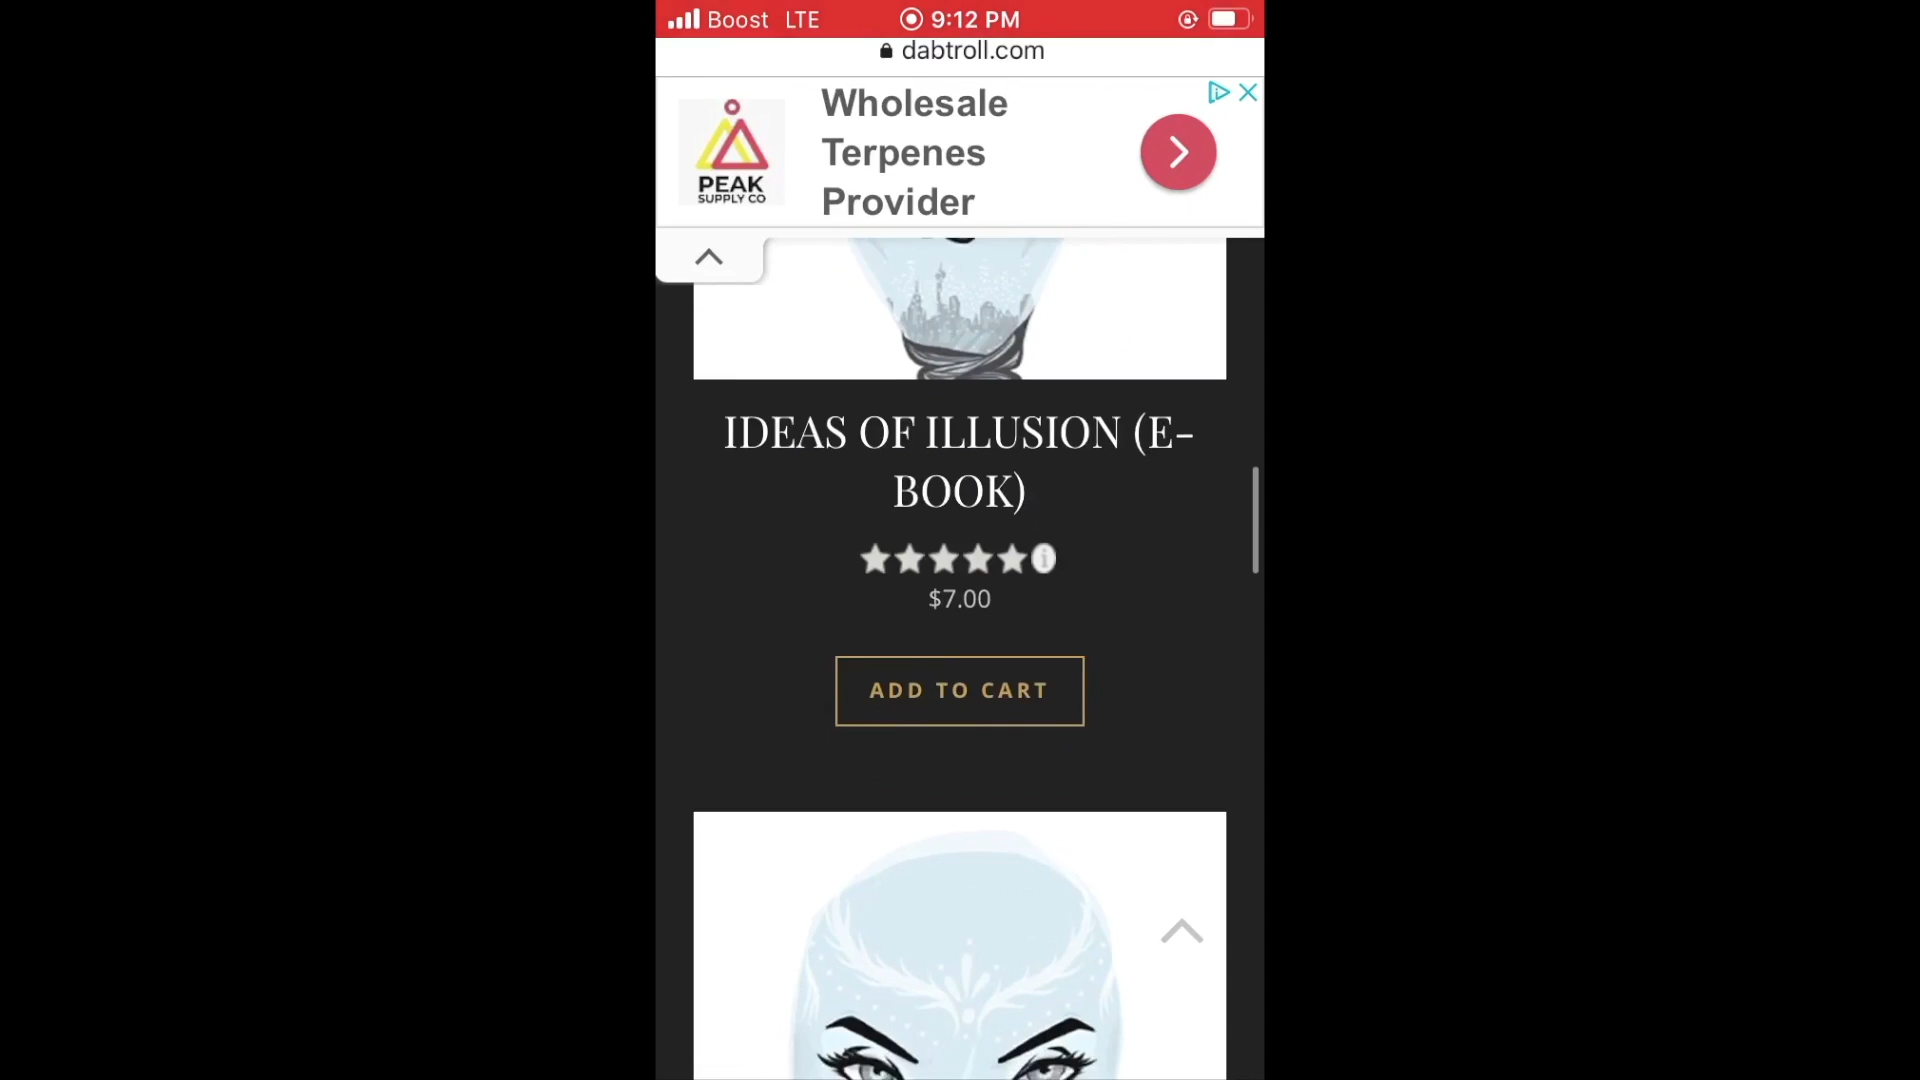 Boost LTE 9:12 PM
dabtroll.com
Wholesale
Terpenes
Provider
PEAK
SUPPLY CO
IDEAS OF ILLUSION (E-
BOOK)
$7.00
ADD TO CART